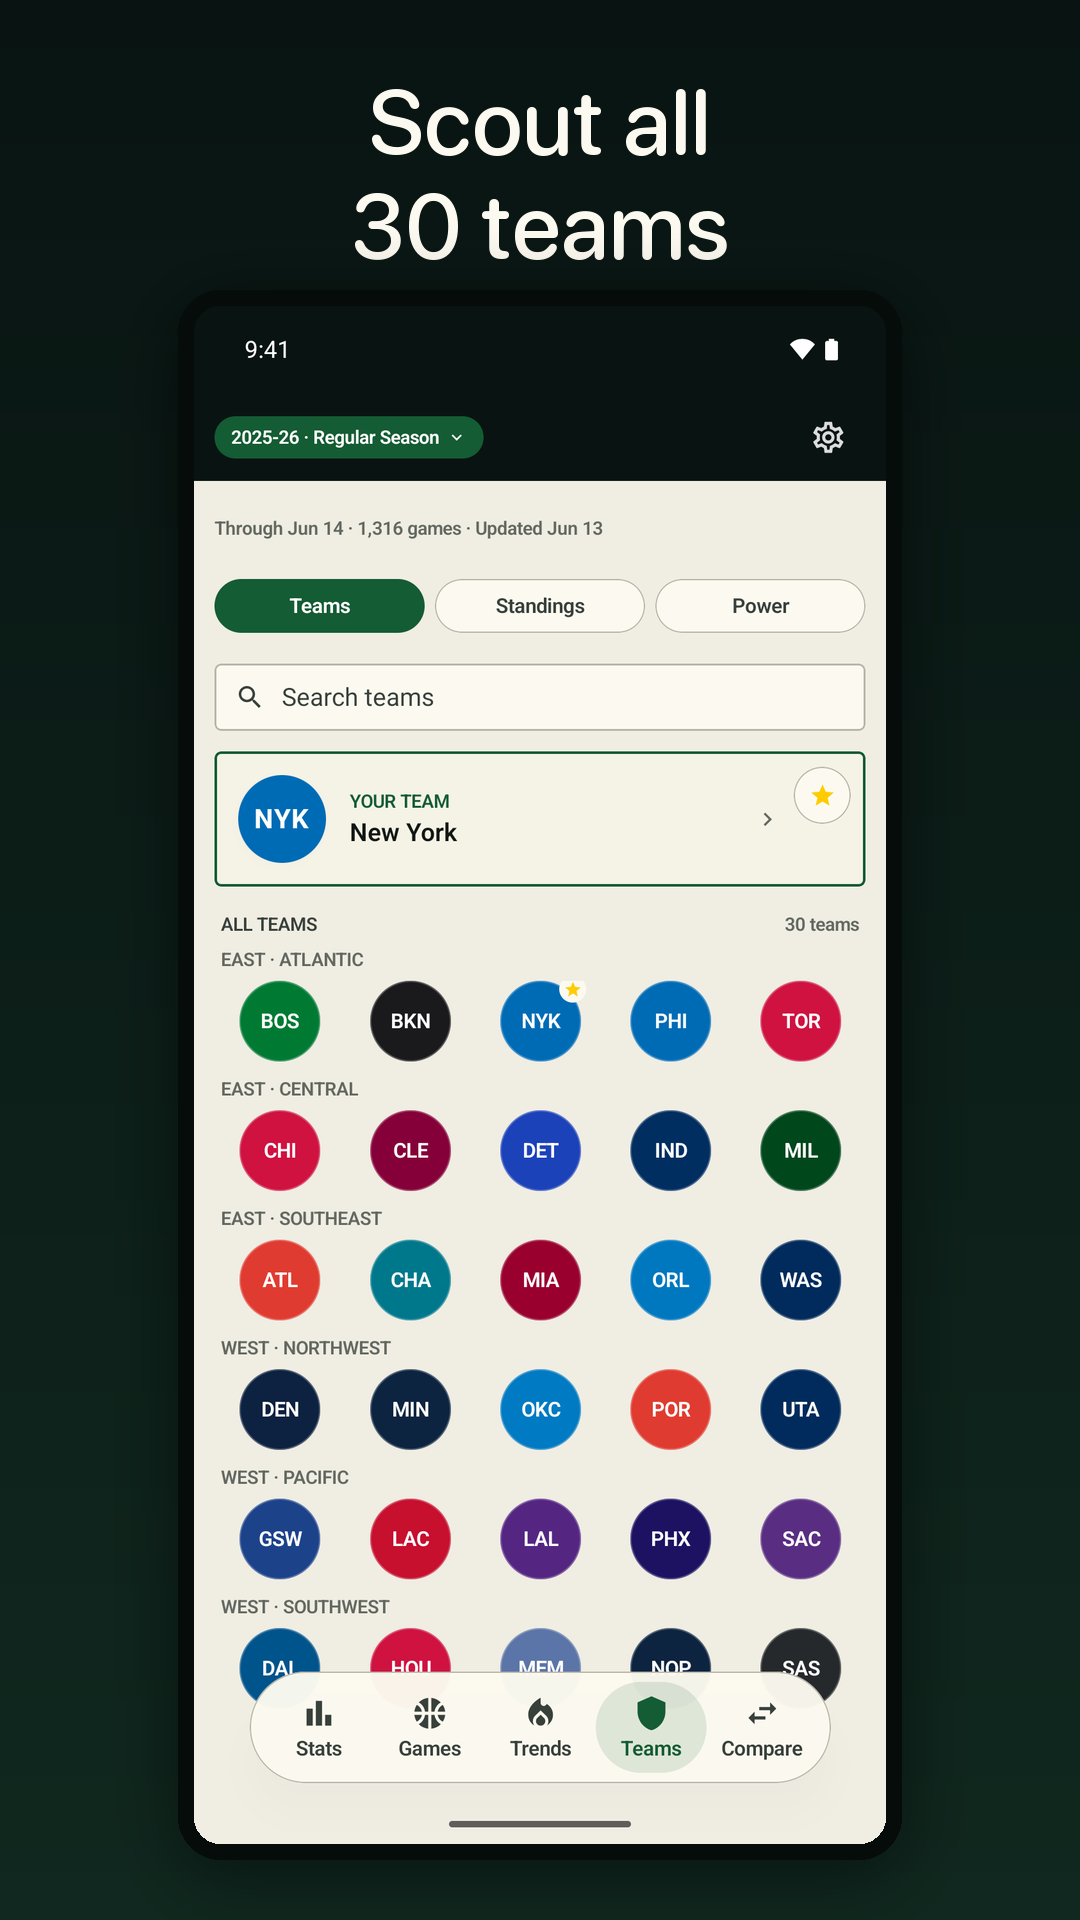 Scout all
30 teams
9:41
2025-26 · Regular Season
Through Jun 14 · 1,316 games · Updated Jun 13
Teams Standings Power
Search teams
NYK
YOUR TEAM
New York
ALL TEAMS 30 teams
EAST · ATLANTIC
BOS BKN NYK PHI TOR
EAST · CENTRAL
CHI CLE DET IND MIL
EAST · SOUTHEAST
ATL CHA MIA ORL WAS
WEST · NORTHWEST
DEN MIN OKC POR UTA
WEST · PACIFIC
GSW LAC LAL PHX SAC
WEST · SOUTHWEST
DAL HOU MEM NOP SAS
Stats Games Trends Teams Compare